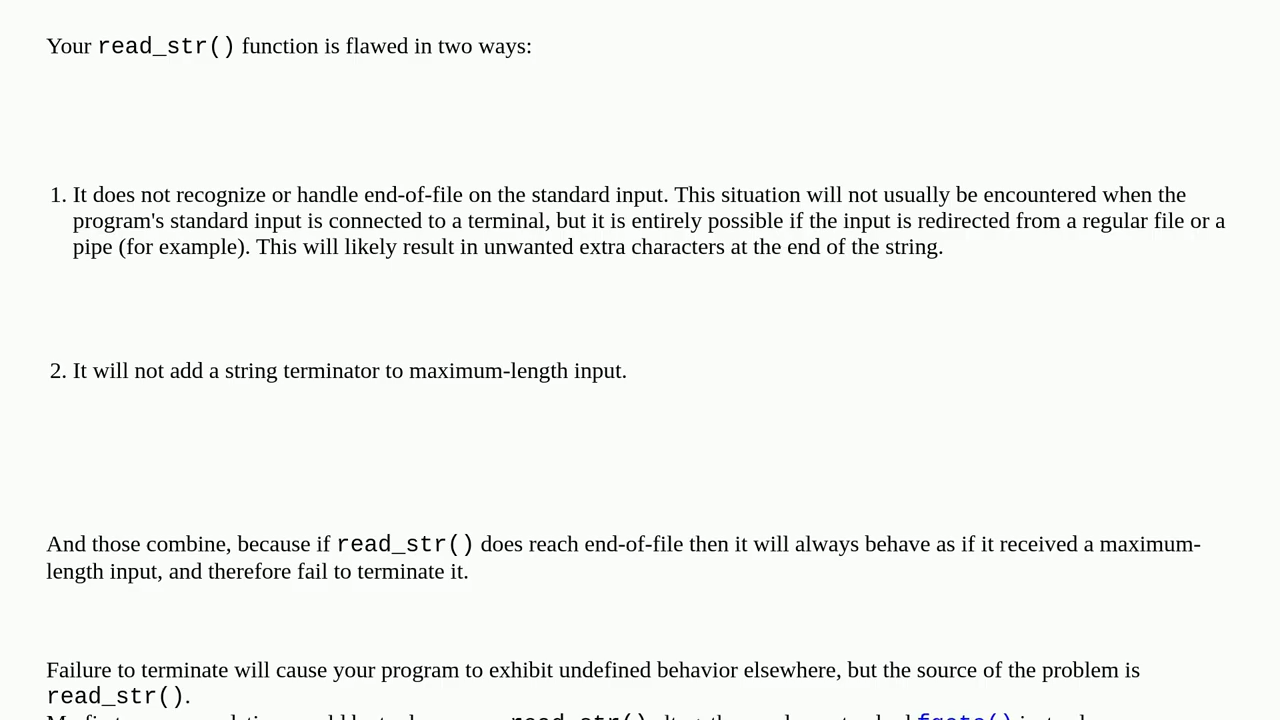 Your read_str() function is flawed in two ways:
1. It does not recognize or handle end-of-file on the standard input. This situation will not usually be encountered when the
program's standard input is connected to a terminal, but it is entirely possible if the input is redirected from a regular file or a
pipe (for example). This will likely result in unwanted extra characters at the end of the string.
2. It will not add a string terminator to maximum-length input.
And those combine, because if read_str() does reach end-of-file then it will always behave as if it received a maximum-
length input, and therefore fail to terminate it.
Failure to terminate will cause your program to exhibit undefined behavior elsewhere, but the source of the problem is
read_str().